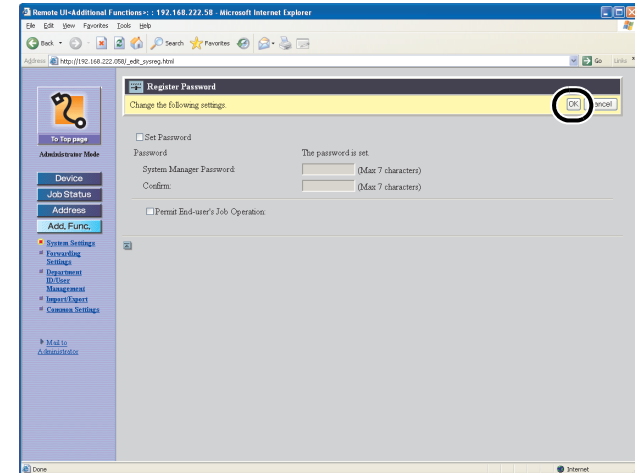 Remote UI<Additional Functions>: : 192.168.222.58 - Microsoft Internet Explorer
File Edit View Favorites Tools Help
Back Search Favorites
Address http://192.168.222.058/_edit_sysreg.html Go Links »
Register Password
Change the following settings. OK Cancel
To Top page
Administrator Mode
Device
Job Status
Address
Add. Func.
System Settings
Forwarding
Settings
Department
ID/User
Management
Import/Export
Common Settings
Mail to
Administrator
Set Password
Password The password is set.
System Manager Password: (Max 7 characters)
Confirm: (Max 7 characters)
Permit End-user's Job Operation:
Done Internet